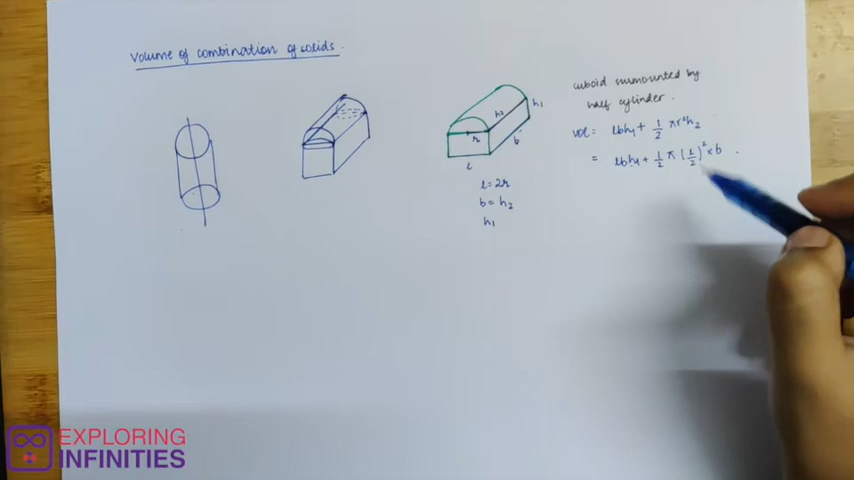 Volume of combination of solids.
h₂
h₁
r
b
l
l = 2r
b = h₂
h₁
cuboid surmounted by
half cylinder.
Vol = lbh₁ + 1/2 πr²h₂
= lbh₁ + 1/2 π (l/2)² × b
EXPLORING
INFINITIES